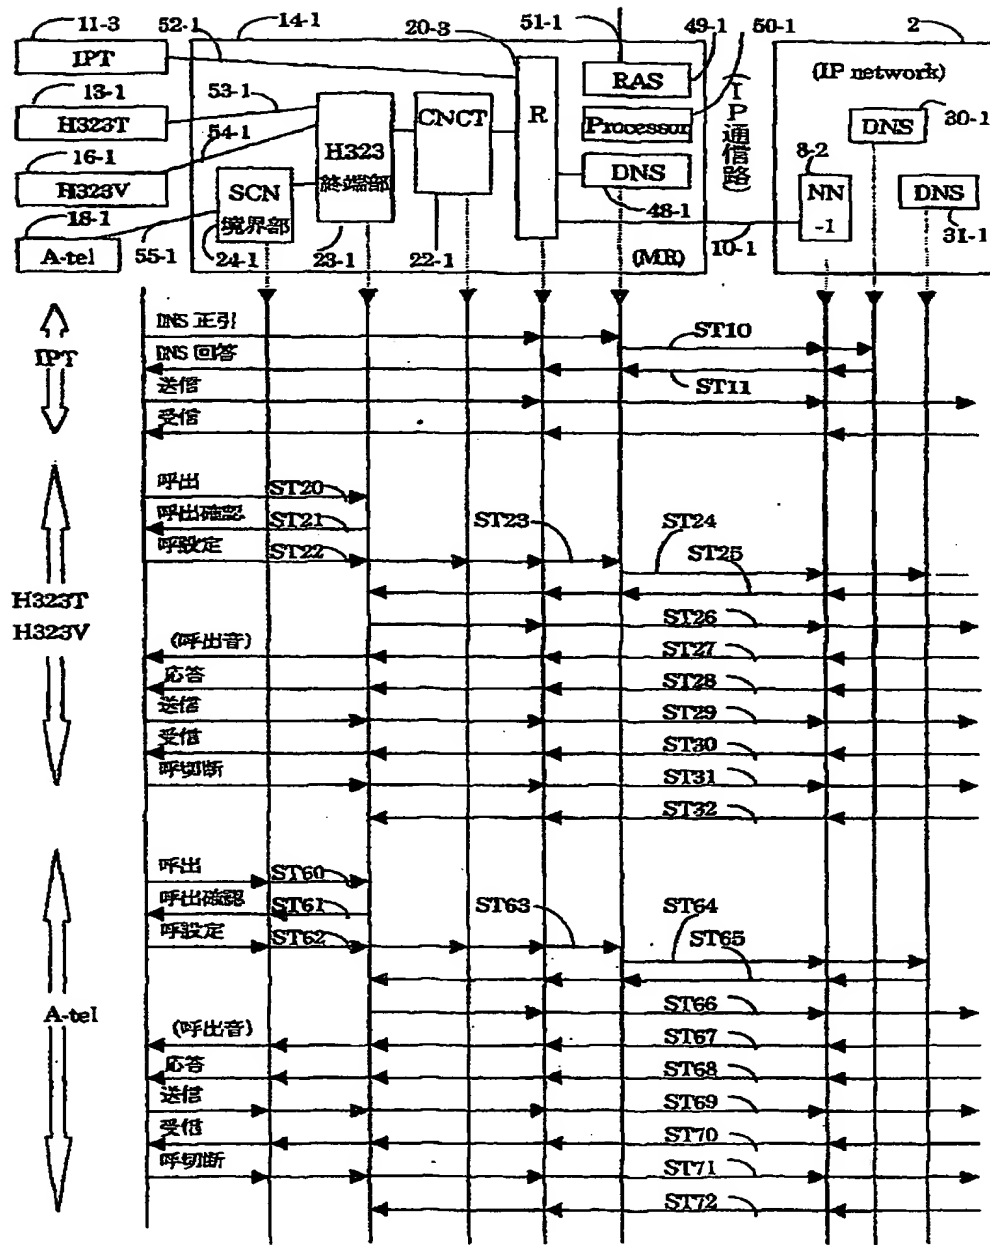 11-3
52-1
14-1
20-3
51-1
49-1
50-1
2
IPT
RAS
(IP network)
13-1
53-1
H323T
54-1
CNCT
R
Processor
(IP通信路)
DNS
30-1
16-1
H323
終端部
DNS
8-2
H323V
SCN
境界部
48-1
NN
-1
DNS
18-1
A-tel
55-1
24-1
23-1
22-1
(MR)
10-1
31-1
DNS 正引
ST10
IPT
DNS 回答
ST11
送信
受信
呼出
ST20
呼出確認
ST21
ST23
ST24
呼設定
ST22
ST25
H323T
H323V
ST26
(呼出音)
ST27
応答
ST28
送信
ST29
受信
ST30
呼切断
ST31
ST32
呼出
ST60
呼出確認
ST61
ST63
ST64
呼設定
ST62
ST65
A-tel
ST66
(呼出音)
ST67
応答
ST68
送信
ST69
受信
ST70
呼切断
ST71
ST72